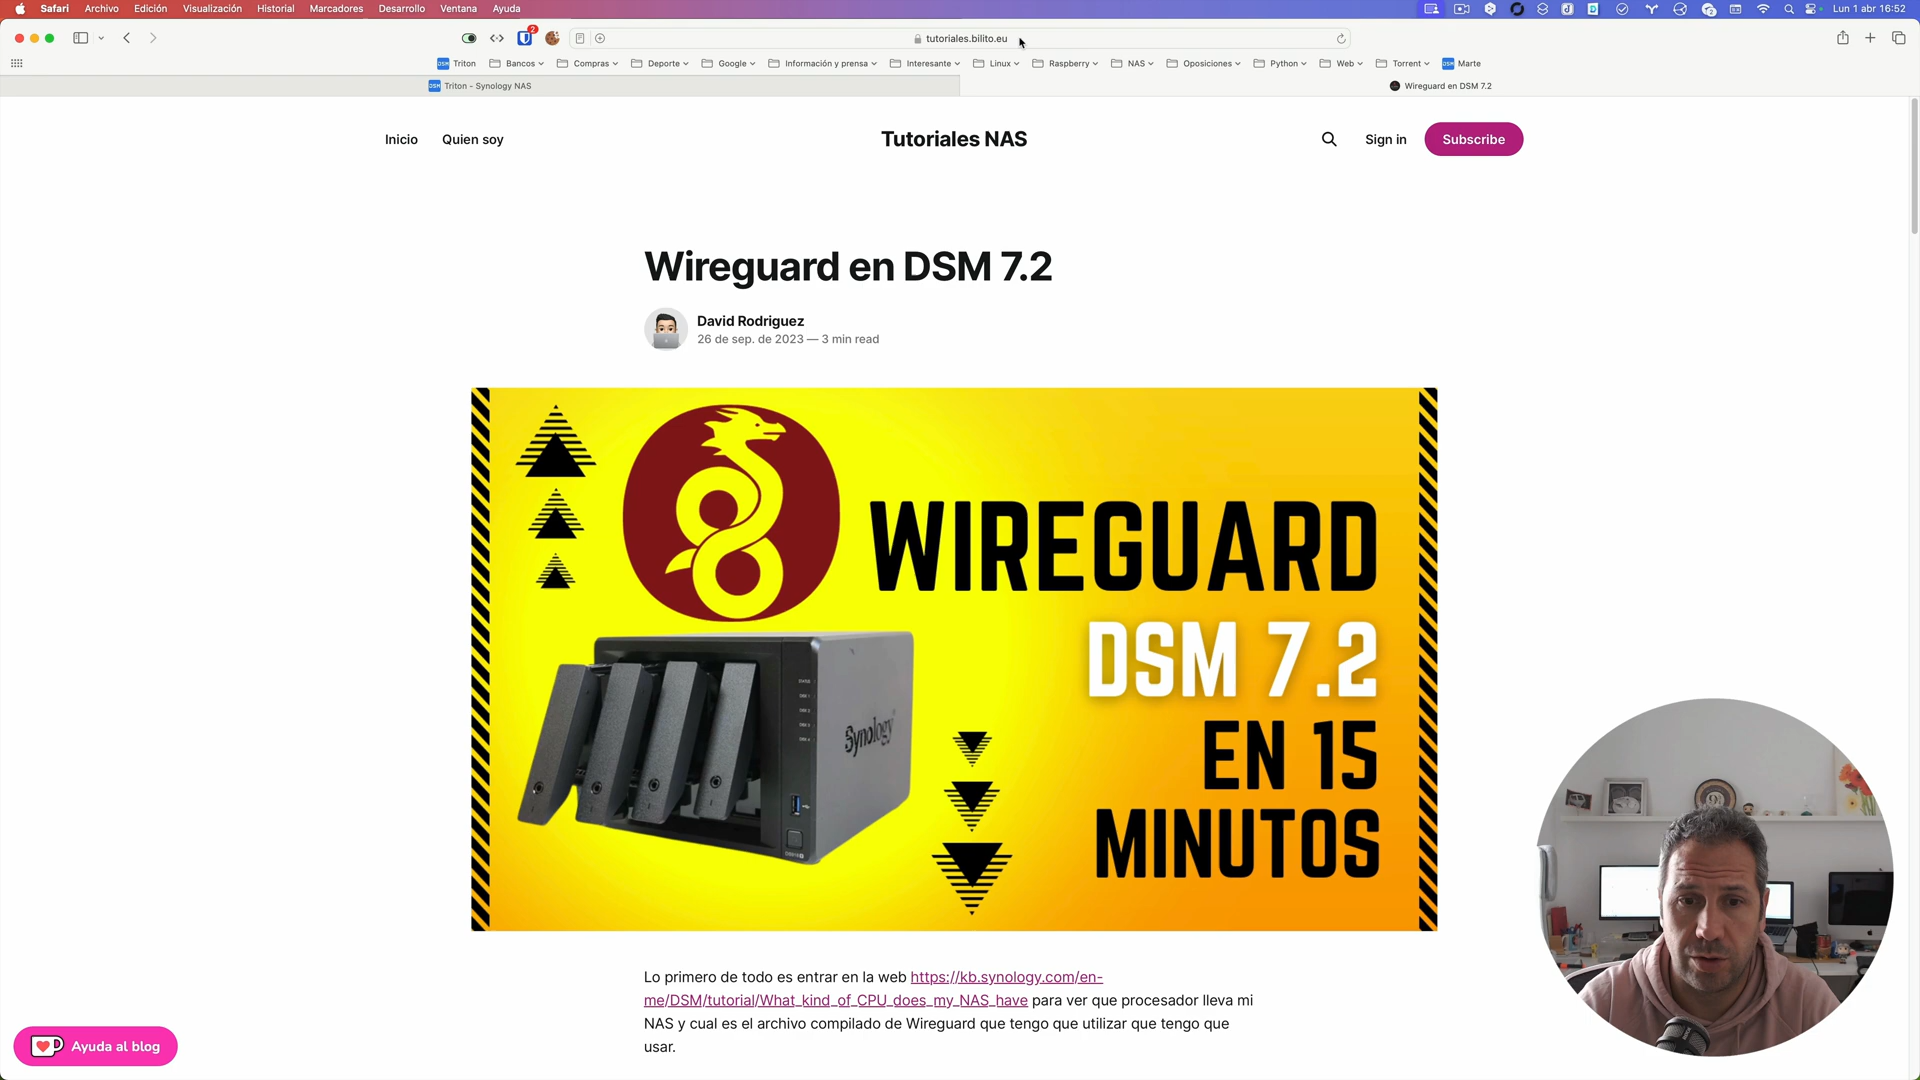 Safari Archivo Edición Visualización Historial Marcadores Desarrollo Ventana Ayuda
Lun 1 abr 16:52
2
tutoriales.bilito.eu
Triton Bancos Compras Deporte Google Información y prensa Interesante Linux Raspberry NAS Oposiciones Python Web Torrent Marte
Triton - Synology NAS
Wireguard en DSM 7.2
Inicio Quien soy
Tutoriales NAS
Sign in
Subscribe
Wireguard en DSM 7.2
David Rodriguez
26 de sep. de 2023 — 3 min read
WIREGUARD
DSM 7.2
EN 15
MINUTOS
Synology
Lo primero de todo es entrar en la web https://kb.synology.com/en-
me/DSM/tutorial/What_kind_of_CPU_does_my_NAS_have para ver que procesador lleva mi
NAS y cual es el archivo compilado de Wireguard que tengo que utilizar que tengo que
usar.
Ayuda al blog